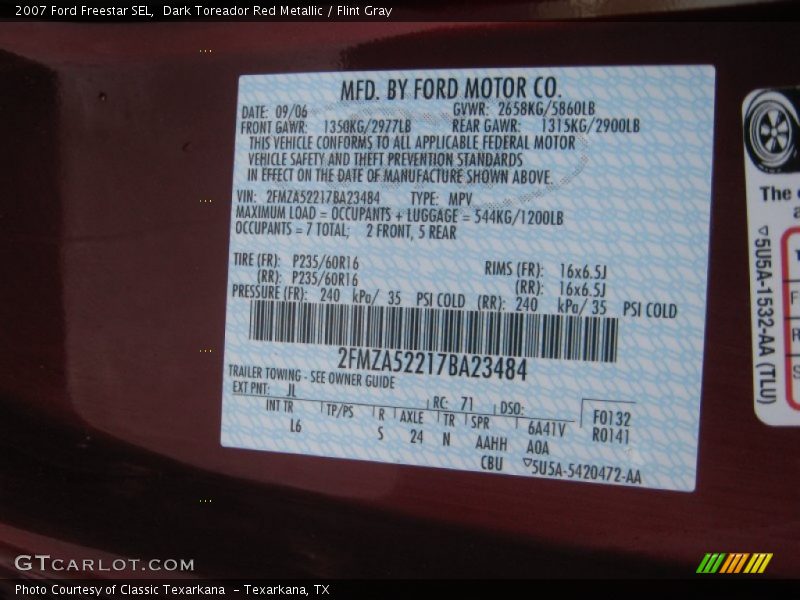 2007 Ford Freestar SEL,  Dark Toreador Red Metallic / Flint Gray
MFD. BY FORD MOTOR CO.
DATE: 09/06 GVWR: 2658KG/5860LB
FRONT GAWR: 1350KG/2977LB REAR GAWR: 1315KG/2900LB
THIS VEHICLE CONFORMS TO ALL APPLICABLE FEDERAL MOTOR
VEHICLE SAFETY AND THEFT PREVENTION STANDARDS
IN EFFECT ON THE DATE OF MANUFACTURE SHOWN ABOVE.
VIN: 2FMZA52217BA23484 TYPE: MPV
MAXIMUM LOAD = OCCUPANTS + LUGGAGE = 544KG/1200LB
OCCUPANTS = 7 TOTAL; 2 FRONT, 5 REAR
TIRE (FR): P235/60R16 RIMS (FR): 16x6.5J
(RR): P235/60R16 (RR): 16x6.5J
PRESSURE (FR): 240 kPa/ 35 PSI COLD (RR): 240 kPa/ 35 PSI COLD
2FMZA52217BA23484
TRAILER TOWING - SEE OWNER GUIDE
EXT PNT: JL RC: 71 DSO: F0132
INT TR TP/PS R AXLE TR SPR 6A41V R0141
L6 S 24 N AAHH A0A
CBU ▽5U5A-5420472-AA
The
▽5U5A-1532-AA (TLU)
GTCARLOT.COM
Photo Courtesy of Classic Texarkana  - Texarkana, TX